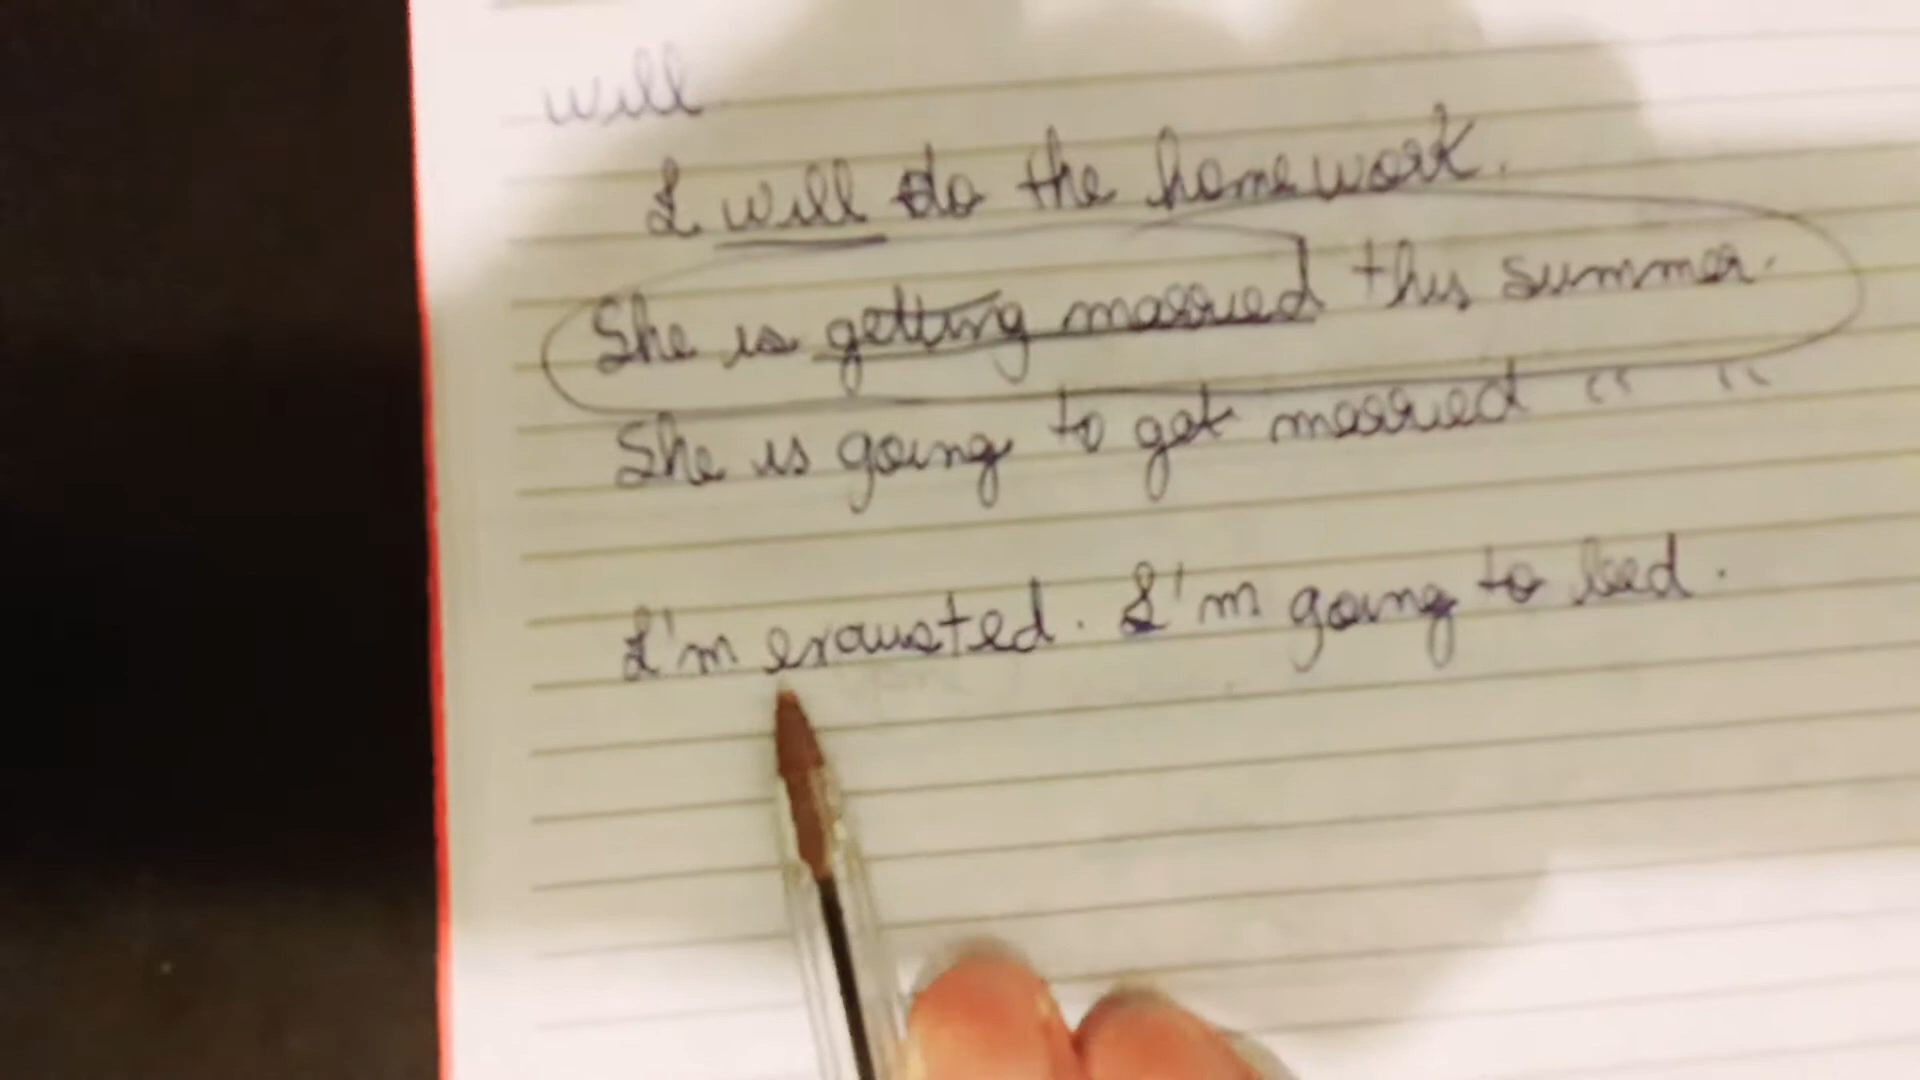 will
I will do the homework.
She is getting married this summer.
She is going to get married " "
I'm exausted. I'm going to bed.